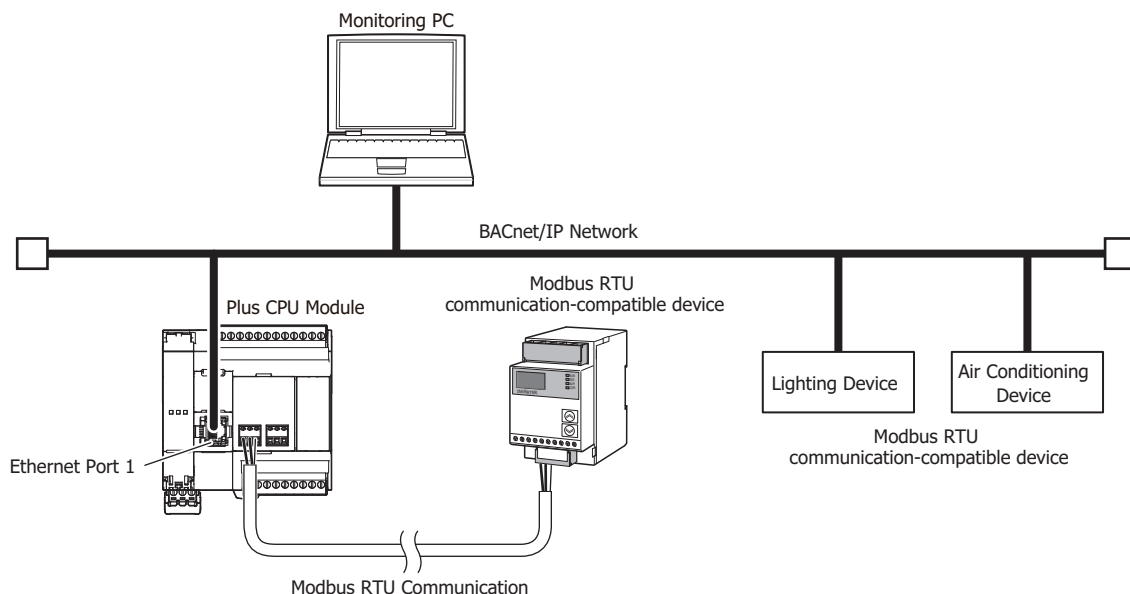 Monitoring PC
BACnet/IP Network
Modbus RTU
communication-compatible device
Plus CPU Module
Lighting Device
Air Conditioning
Device
Ethernet Port 1
Modbus RTU
communication-compatible device
Modbus RTU Communication